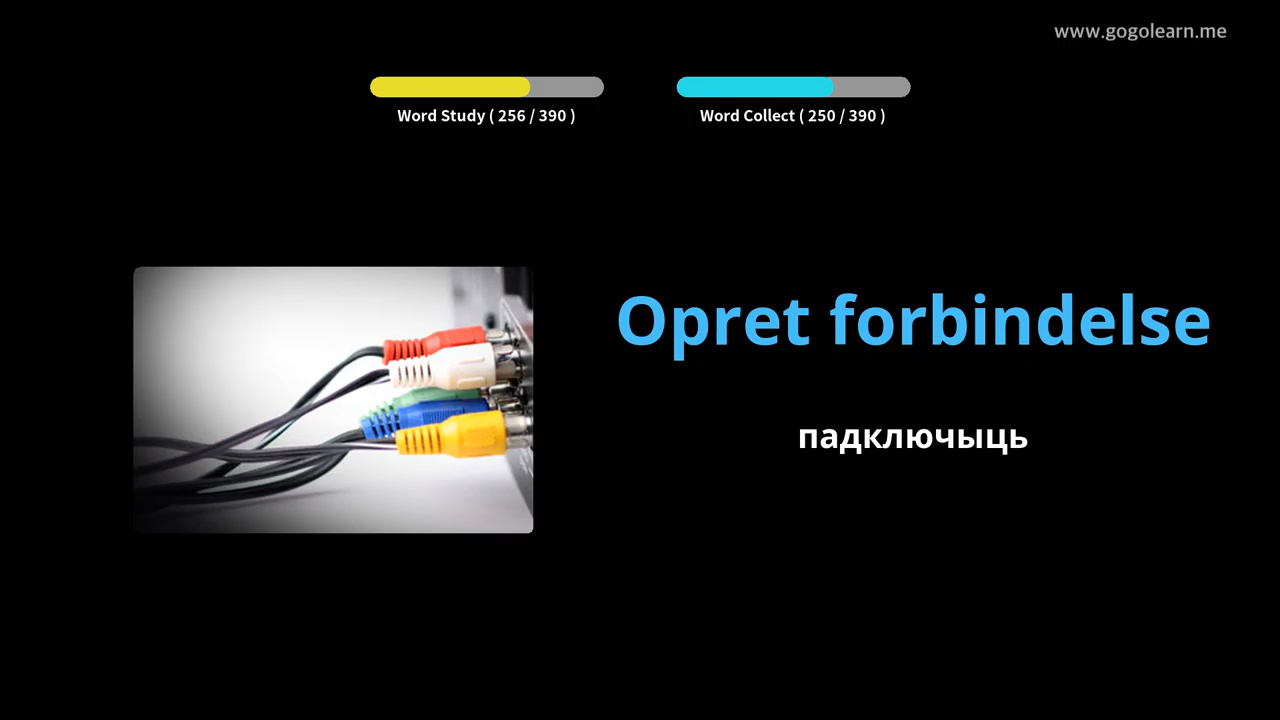 www.gogolearn.me
Word Study ( 256 / 390 )
Word Collect ( 250 / 390 )
Opret forbindelse
падключыць